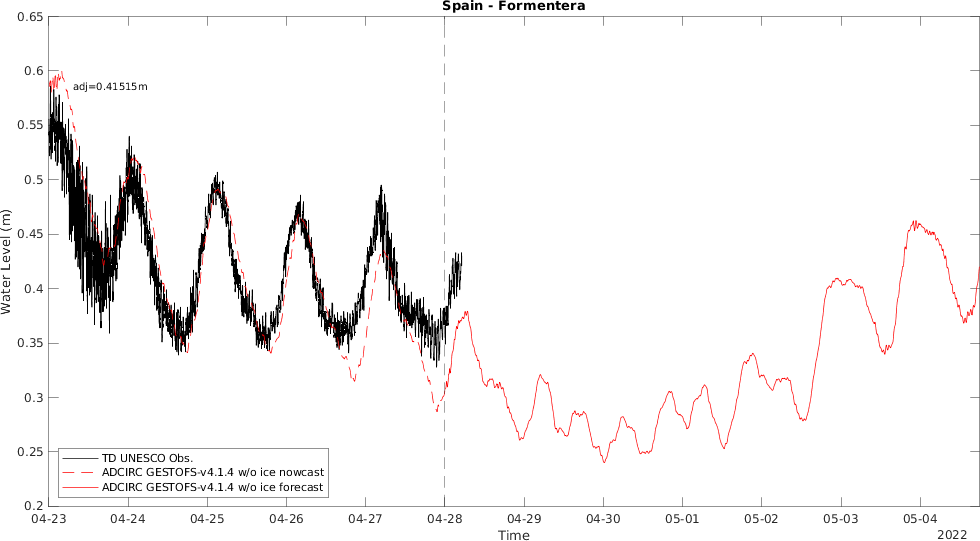 Spain - Formentera
0.65
0.6
0.55
0.5
0.45
0.4
0.35
0.3
0.25
0.2
Water Level (m)
adj=0.41515m
TD UNESCO Obs.
ADCIRC GESTOFS-v4.1.4 w/o ice nowcast
ADCIRC GESTOFS-v4.1.4 w/o ice forecast
04-23 04-24 04-25 04-26 04-27 04-28 04-29 04-30 05-01 05-02 05-03 05-04
Time
2022